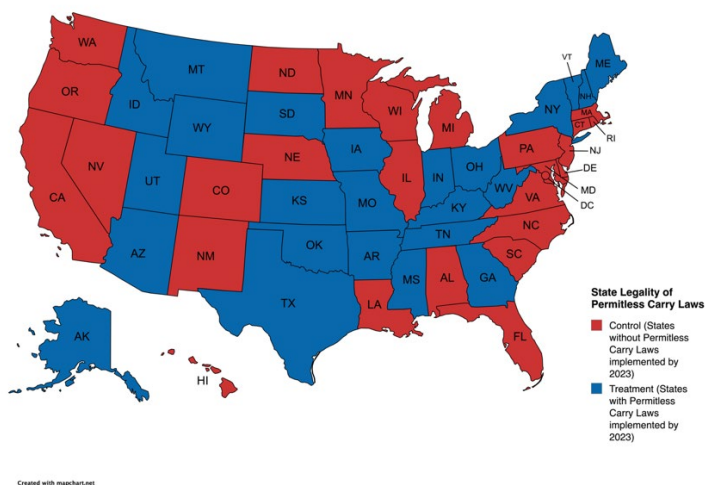 WA
OR
CA
NV
ID
MT
WY
UT
AZ
CO
NM
ND
SD
NE
KS
OK
TX
MN
IA
MO
AR
LA
WI
IL
MI
IN
OH
KY
TN
MS
AL
GA
FL
SC
NC
VA
WV
PA
NY
VT
NH
ME
MA
CT
RI
NJ
DE
MD
DC
AK
HI
State Legality of
Permitless Carry Laws
Control (States
without Permitless
Carry Laws
implemented by
2023)
Treatment (States
with Permitless
Carry Laws
implemented by
2023)
Created with mapchart.net